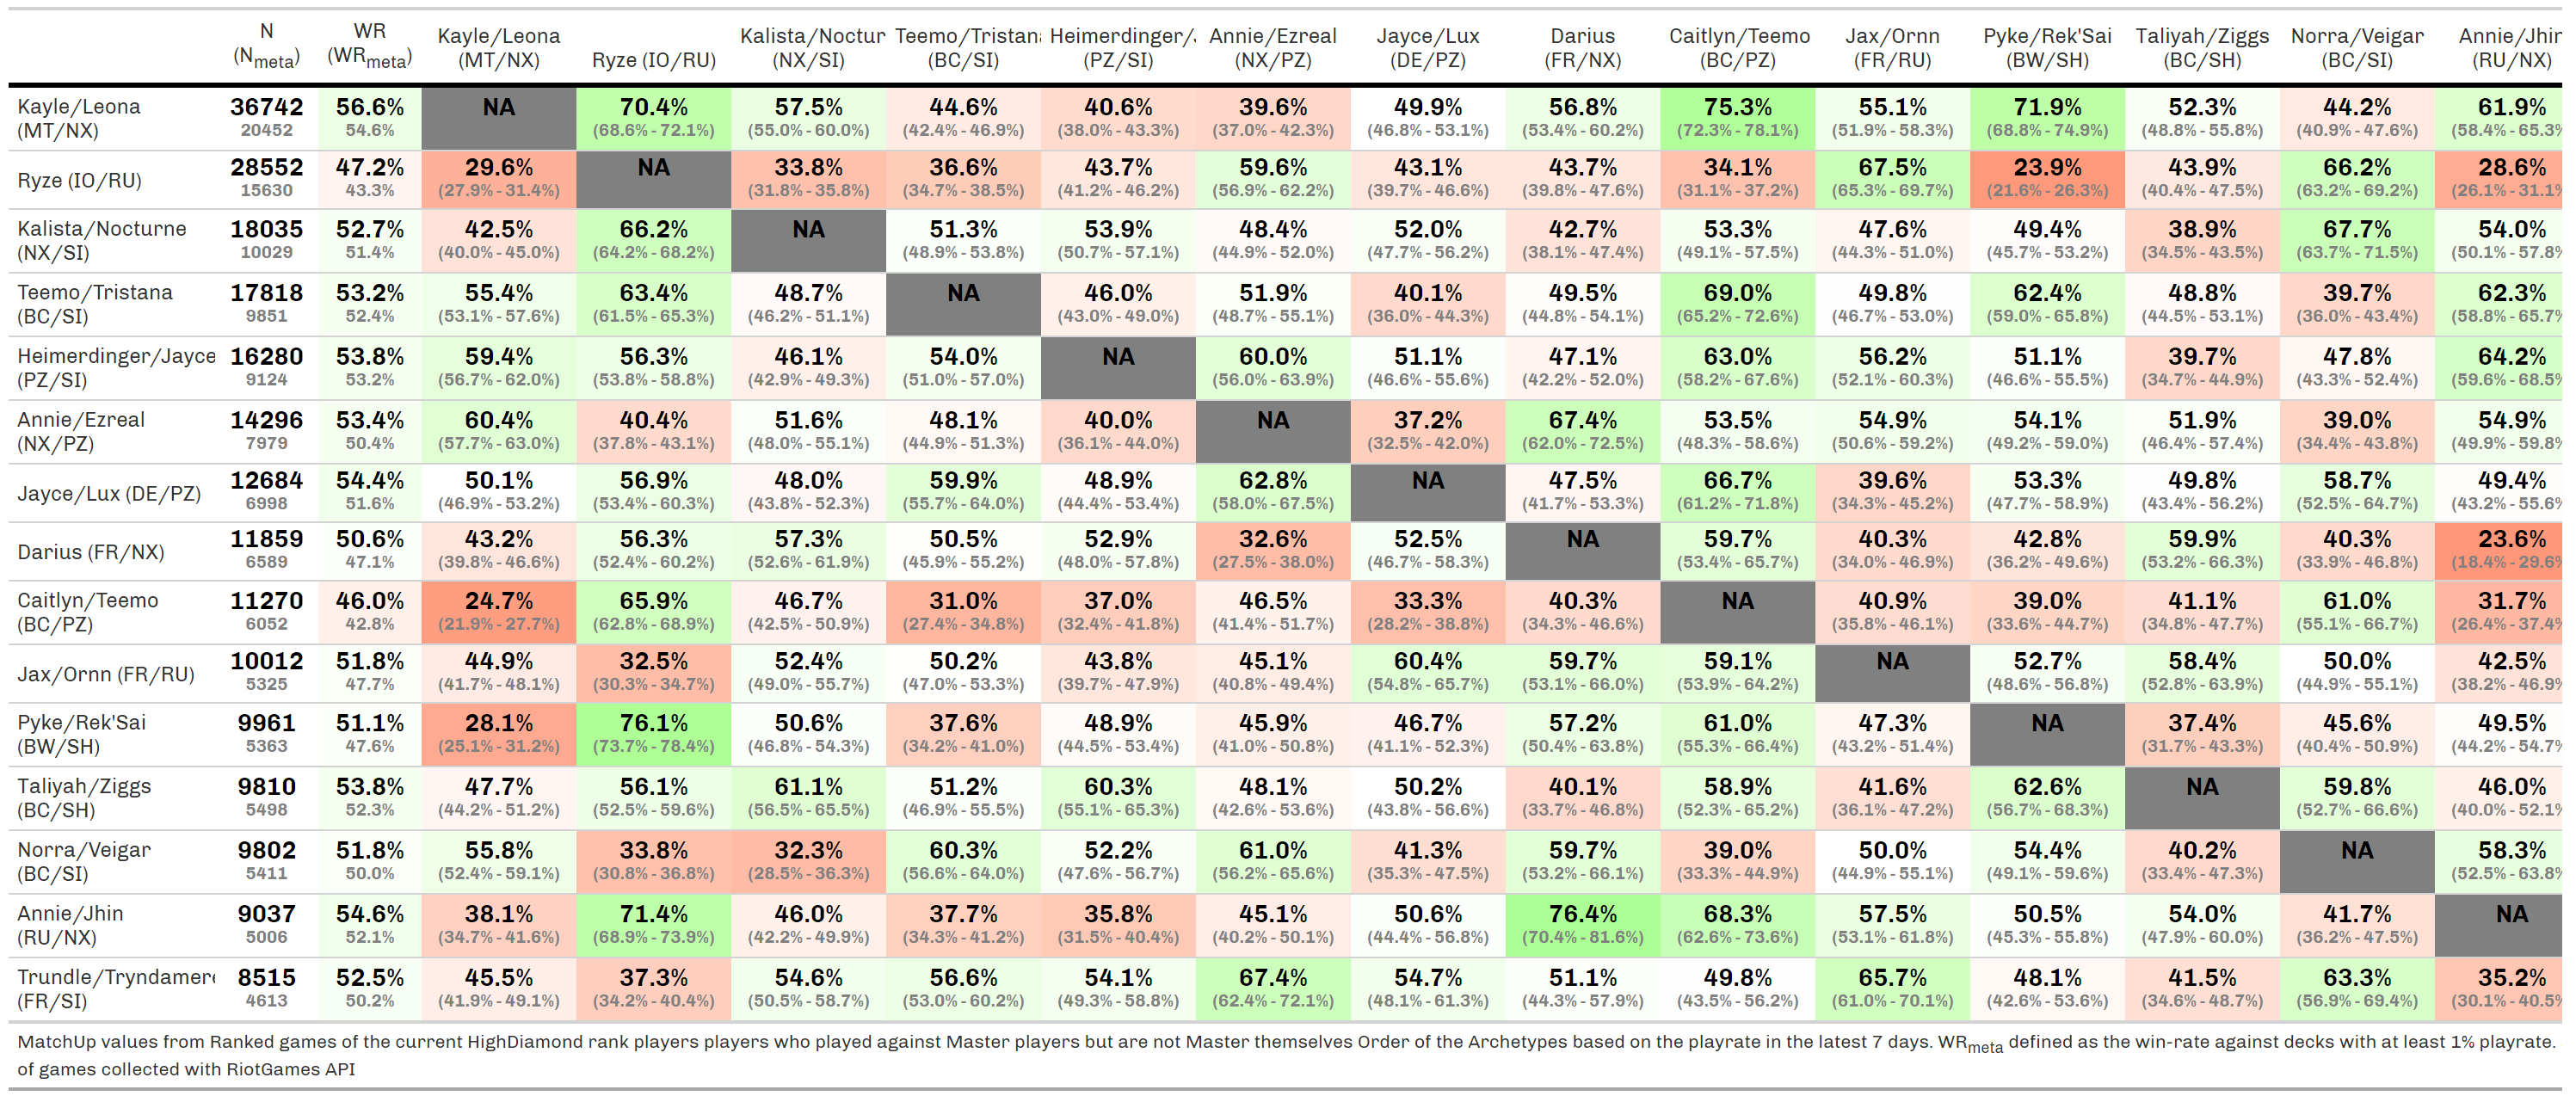 N WR Kayle/Leona Kalista/Noctur Teemo/Tristana Heimerdinger/J Annie/Ezreal Jayce/Lux Darius Caitlyn/Teemo Jax/Ornn Pyke/Rek'Sai Taliyah/Ziggs Norra/Veigar Annie/Jhin
(Nmeta) (WRmeta) (MT/NX) Ryze (IO/RU) (NX/SI) (BC/SI) (PZ/SI) (NX/PZ) (DE/PZ) (FR/NX) (BC/PZ) (FR/RU) (BW/SH) (BC/SH) (BC/SI) (RU/NX)
Kayle/Leona 36742 56.6% NA 70.4% 57.5% 44.6% 40.6% 39.6% 49.9% 56.8% 75.3% 55.1% 71.9% 52.3% 44.2% 61.9%
(MT/NX) 20452 54.6% (68.6% - 72.1%) (55.0% - 60.0%) (42.4% - 46.9%) (38.0% - 43.3%) (37.0% - 42.3%) (46.8% - 53.1%) (53.4% - 60.2%) (72.3% - 78.1%) (51.9% - 58.3%) (68.8% - 74.9%) (48.8% - 55.8%) (40.9% - 47.6%) (58.4% - 65.3%
Ryze (IO/RU) 28552 47.2% 29.6% NA 33.8% 36.6% 43.7% 59.6% 43.1% 43.7% 34.1% 67.5% 23.9% 43.9% 66.2% 28.6%
15630 43.3% (27.9% - 31.4%) (31.8% - 35.8%) (34.7% - 38.5%) (41.2% - 46.2%) (56.9% - 62.2%) (39.7% - 46.6%) (39.8% - 47.6%) (31.1% - 37.2%) (65.3% - 69.7%) (21.6% - 26.3%) (40.4% - 47.5%) (63.2% - 69.2%) (26.1% - 31.1%
Kalista/Nocturne 18035 52.7% 42.5% 66.2% NA 51.3% 53.9% 48.4% 52.0% 42.7% 53.3% 47.6% 49.4% 38.9% 67.7% 54.0%
(NX/SI) 10029 51.4% (40.0% - 45.0%) (64.2% - 68.2%) (48.9% - 53.8%) (50.7% - 57.1%) (44.9% - 52.0%) (47.7% - 56.2%) (38.1% - 47.4%) (49.1% - 57.5%) (44.3% - 51.0%) (45.7% - 53.2%) (34.5% - 43.5%) (63.7% - 71.5%) (50.1% - 57.8%
Teemo/Tristana 17818 53.2% 55.4% 63.4% 48.7% NA 46.0% 51.9% 40.1% 49.5% 69.0% 49.8% 62.4% 48.8% 39.7% 62.3%
(BC/SI) 9851 52.4% (53.1% - 57.6%) (61.5% - 65.3%) (46.2% - 51.1%) (43.0% - 49.0%) (48.7% - 55.1%) (36.0% - 44.3%) (44.8% - 54.1%) (65.2% - 72.6%) (46.7% - 53.0%) (59.0% - 65.8%) (44.5% - 53.1%) (36.0% - 43.4%) (58.8% - 65.7%
Heimerdinger/Jayce 16280 53.8% 59.4% 56.3% 46.1% 54.0% NA 60.0% 51.1% 47.1% 63.0% 56.2% 51.1% 39.7% 47.8% 64.2%
(PZ/SI) 9124 53.2% (56.7% - 62.0%) (53.8% - 58.8%) (42.9% - 49.3%) (51.0% - 57.0%) (56.0% - 63.9%) (46.6% - 55.6%) (42.2% - 52.0%) (58.2% - 67.6%) (52.1% - 60.3%) (46.6% - 55.5%) (34.7% - 44.9%) (43.3% - 52.4%) (59.6% - 68.5%
Annie/Ezreal 14296 53.4% 60.4% 40.4% 51.6% 48.1% 40.0% NA 37.2% 67.4% 53.5% 54.9% 54.1% 51.9% 39.0% 54.9%
(NX/PZ) 7979 50.4% (57.7% - 63.0%) (37.8% - 43.1%) (48.0% - 55.1%) (44.9% - 51.3%) (36.1% - 44.0%) (32.5% - 42.0%) (62.0% - 72.5%) (48.3% - 58.6%) (50.6% - 59.2%) (49.2% - 59.0%) (46.4% - 57.4%) (34.4% - 43.8%) (49.9% - 59.8%
Jayce/Lux (DE/PZ) 12684 54.4% 50.1% 56.9% 48.0% 59.9% 48.9% 62.8% NA 47.5% 66.7% 39.6% 53.3% 49.8% 58.7% 49.4%
6998 51.6% (46.9% - 53.2%) (53.4% - 60.3%) (43.8% - 52.3%) (55.7% - 64.0%) (44.4% - 53.4%) (58.0% - 67.5%) (41.7% - 53.3%) (61.2% - 71.8%) (34.3% - 45.2%) (47.7% - 58.9%) (43.4% - 56.2%) (52.5% - 64.7%) (43.2% - 55.6%
Darius (FR/NX) 11859 50.6% 43.2% 56.3% 57.3% 50.5% 52.9% 32.6% 52.5% NA 59.7% 40.3% 42.8% 59.9% 40.3% 23.6%
6589 47.1% (39.8% - 46.6%) (52.4% - 60.2%) (52.6% - 61.9%) (45.9% - 55.2%) (48.0% - 57.8%) (27.5% - 38.0%) (46.7% - 58.3%) (53.4% - 65.7%) (34.0% - 46.9%) (36.2% - 49.6%) (53.2% - 66.3%) (33.9% - 46.8%) (18.4% - 29.6%
Caitlyn/Teemo 11270 46.0% 24.7% 65.9% 46.7% 31.0% 37.0% 46.5% 33.3% 40.3% NA 40.9% 39.0% 41.1% 61.0% 31.7%
(BC/PZ) 6052 42.8% (21.9% - 27.7%) (62.8% - 68.9%) (42.5% - 50.9%) (27.4% - 34.8%) (32.4% - 41.8%) (41.4% - 51.7%) (28.2% - 38.8%) (34.3% - 46.6%) (35.8% - 46.1%) (33.6% - 44.7%) (34.8% - 47.7%) (55.1% - 66.7%) (26.4% - 37.4%
Jax/Ornn (FR/RU) 10012 51.8% 44.9% 32.5% 52.4% 50.2% 43.8% 45.1% 60.4% 59.7% 59.1% NA 52.7% 58.4% 50.0% 42.5%
5325 47.7% (41.7% - 48.1%) (30.3% - 34.7%) (49.0% - 55.7%) (47.0% - 53.3%) (39.7% - 47.9%) (40.8% - 49.4%) (54.8% - 65.7%) (53.1% - 66.0%) (53.9% - 64.2%) (48.6% - 56.8%) (52.8% - 63.9%) (44.9% - 55.1%) (38.2% - 46.9%
Pyke/Rek'Sai 9961 51.1% 28.1% 76.1% 50.6% 37.6% 48.9% 45.9% 46.7% 57.2% 61.0% 47.3% NA 37.4% 45.6% 49.5%
(BW/SH) 5363 47.6% (25.1% - 31.2%) (73.7% - 78.4%) (46.8% - 54.3%) (34.2% - 41.0%) (44.5% - 53.4%) (41.0% - 50.8%) (41.1% - 52.3%) (50.4% - 63.8%) (55.3% - 66.4%) (43.2% - 51.4%) (31.7% - 43.3%) (40.4% - 50.9%) (44.2% - 54.7%
Taliyah/Ziggs 9810 53.8% 47.7% 56.1% 61.1% 51.2% 60.3% 48.1% 50.2% 40.1% 58.9% 41.6% 62.6% NA 59.8% 46.0%
(BC/SH) 5498 52.3% (44.2% - 51.2%) (52.5% - 59.6%) (56.5% - 65.5%) (46.9% - 55.5%) (55.1% - 65.3%) (42.6% - 53.6%) (43.8% - 56.6%) (33.7% - 46.8%) (52.3% - 65.2%) (36.1% - 47.2%) (56.7% - 68.3%) (52.7% - 66.6%) (40.0% - 52.1%
Norra/Veigar 9802 51.8% 55.8% 33.8% 32.3% 60.3% 52.2% 61.0% 41.3% 59.7% 39.0% 50.0% 54.4% 40.2% NA 58.3%
(BC/SI) 5411 50.0% (52.4% - 59.1%) (30.8% - 36.8%) (28.5% - 36.3%) (56.6% - 64.0%) (47.6% - 56.7%) (56.2% - 65.6%) (35.3% - 47.5%) (53.2% - 66.1%) (33.3% - 44.9%) (44.9% - 55.1%) (49.1% - 59.6%) (33.4% - 47.3%) (52.5% - 63.8%
Annie/Jhin 9037 54.6% 38.1% 71.4% 46.0% 37.7% 35.8% 45.1% 50.6% 76.4% 68.3% 57.5% 50.5% 54.0% 41.7% NA
(RU/NX) 5006 52.1% (34.7% - 41.6%) (68.9% - 73.9%) (42.2% - 49.9%) (34.3% - 41.2%) (31.5% - 40.4%) (40.2% - 50.1%) (44.4% - 56.8%) (70.4% - 81.6%) (62.6% - 73.6%) (53.1% - 61.8%) (45.3% - 55.8%) (47.9% - 60.0%) (36.2% - 47.5%)
Trundle/Tryndamere 8515 52.5% 45.5% 37.3% 54.6% 56.6% 54.1% 67.4% 54.7% 51.1% 49.8% 65.7% 48.1% 41.5% 63.3% 35.2%
(FR/SI) 4613 50.2% (41.9% - 49.1%) (34.2% - 40.4%) (50.5% - 58.7%) (53.0% - 60.2%) (49.3% - 58.8%) (62.4% - 72.1%) (48.1% - 61.3%) (44.3% - 57.9%) (43.5% - 56.2%) (61.0% - 70.1%) (42.6% - 53.6%) (34.6% - 48.7%) (56.9% - 69.4%) (30.1% - 40.5%
MatchUp values from Ranked games of the current HighDiamond rank players players who played against Master players but are not Master themselves Order of the Archetypes based on the playrate in the latest 7 days. WRmeta defined as the win-rate against decks with at least 1% playrate.
of games collected with RiotGames API